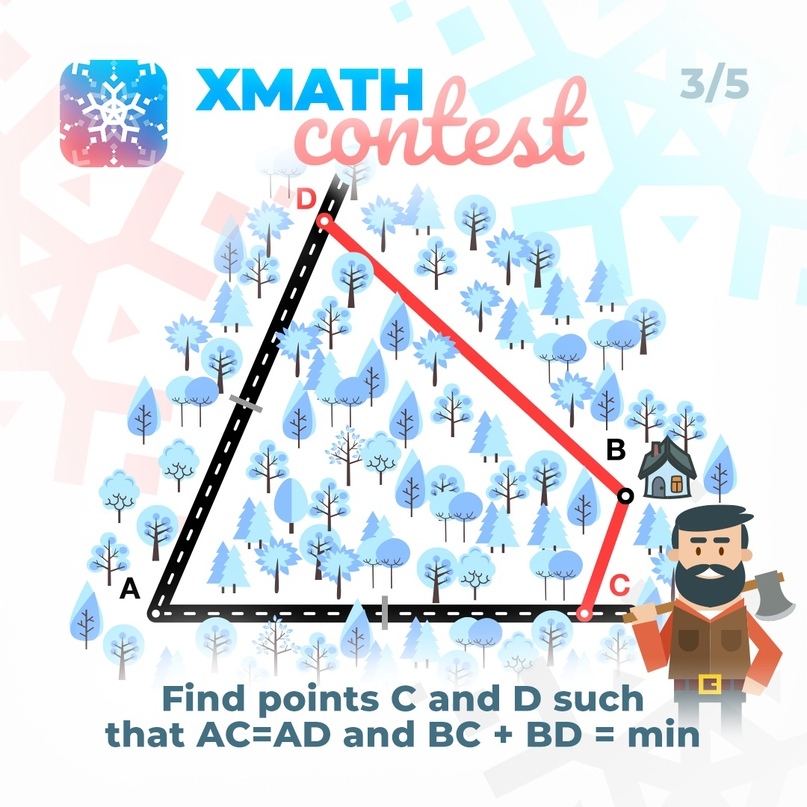 XMATH
contest
3/5
D
B
A
C
Find points C and D such
that AC=AD and BC + BD = min